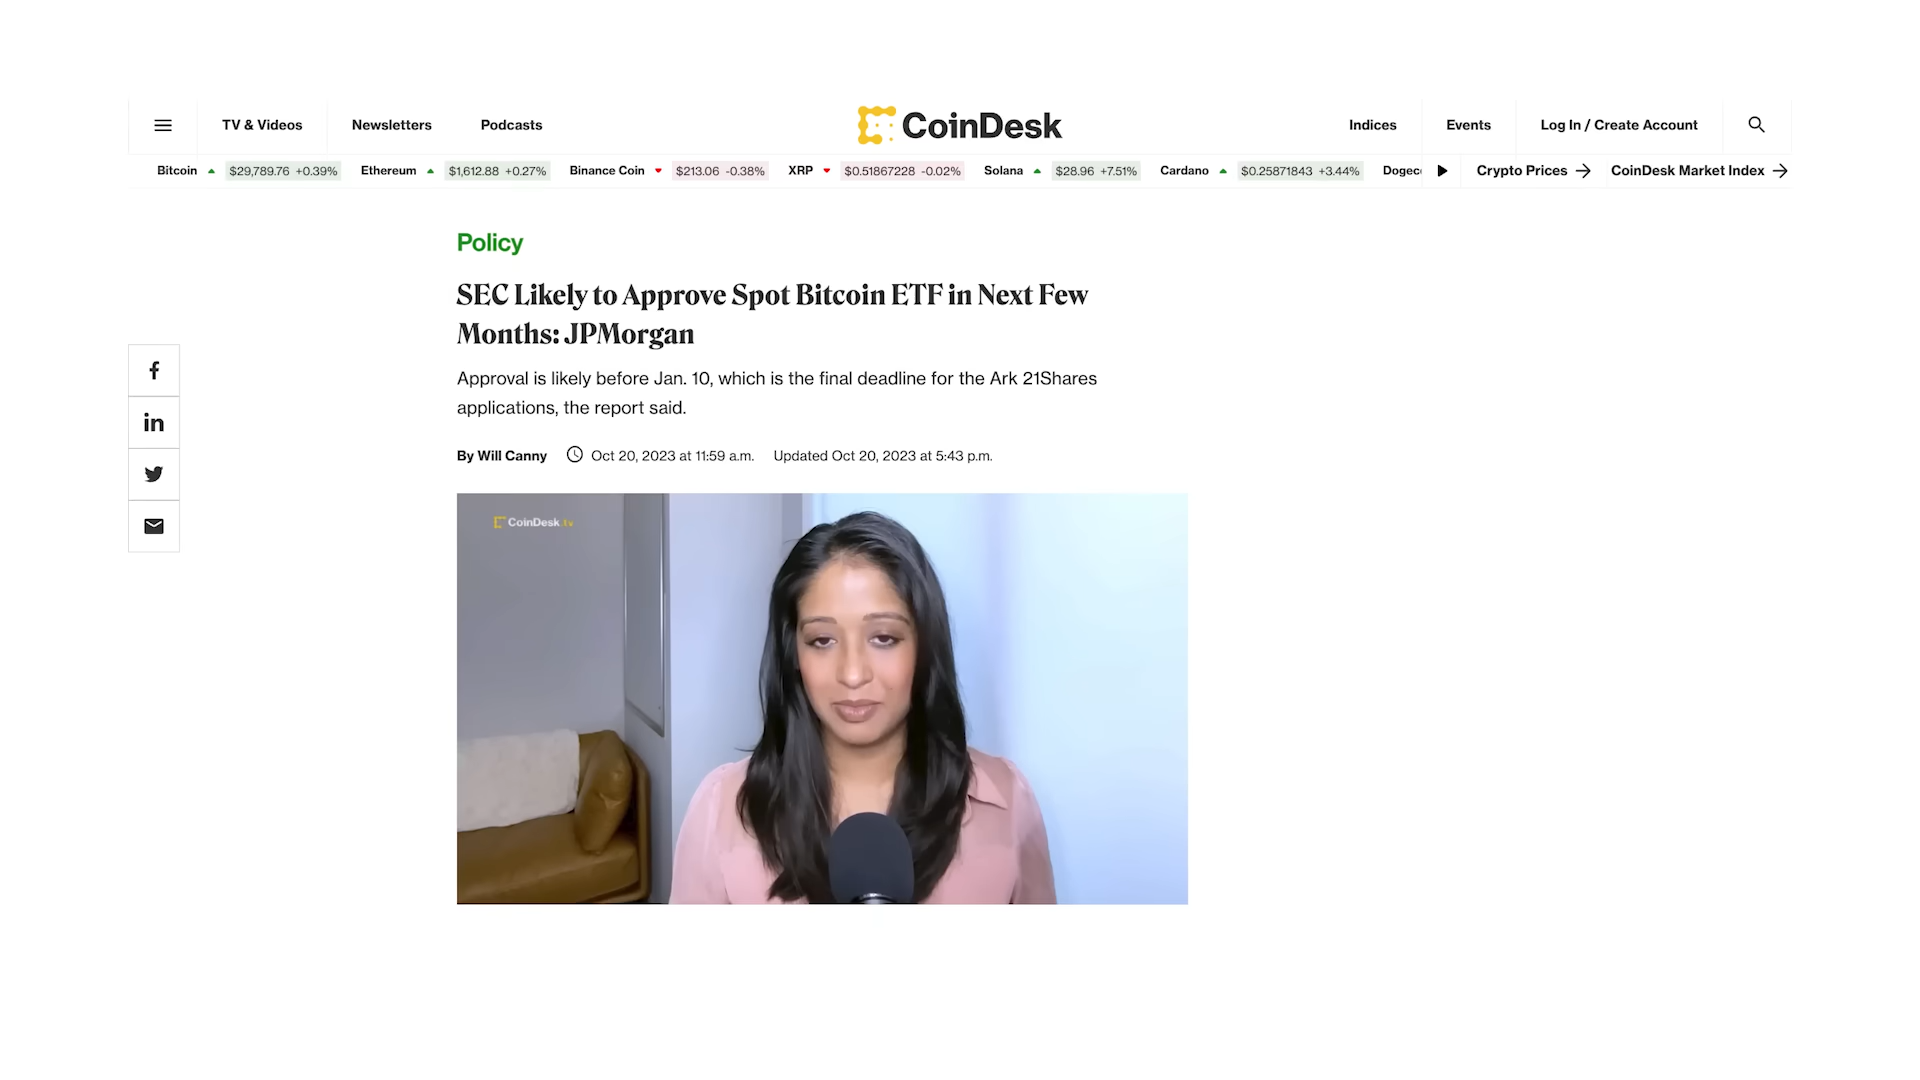 TV & Videos Newsletters Podcasts CoinDesk Indices Events Log In / Create Account
Bitcoin $29,789.76 +0.39% Ethereum $1,612.88 +0.27% Binance Coin $213.06 -0.38% XRP $0.51867228 -0.02% Solana $28.96 +7.51% Cardano $0.25871843 +3.44% Dogec Crypto Prices → CoinDesk Market Index →
Policy
SEC Likely to Approve Spot Bitcoin ETF in Next Few
Months: JPMorgan
Approval is likely before Jan. 10, which is the final deadline for the Ark 21Shares
applications, the report said.
By Will Canny Oct 20, 2023 at 11:59 a.m. Updated Oct 20, 2023 at 5:43 p.m.
f
in
CoinDesk tv